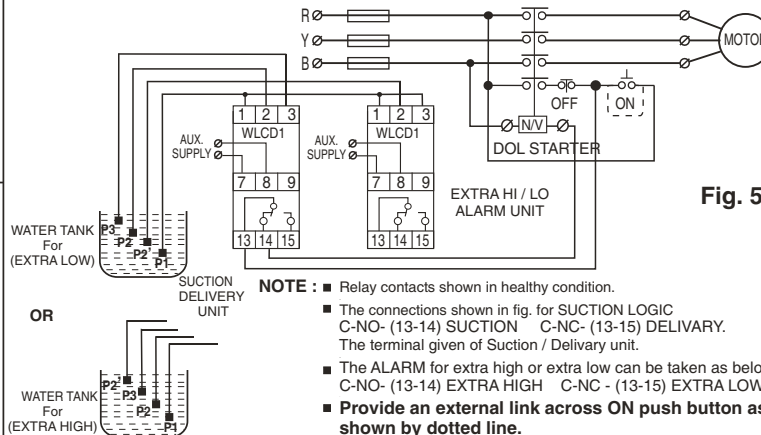 R
Y
B
MOTOR
OFF
ON
N/V
DOL STARTER
1 2 3
WLCD1
AUX.
SUPPLY
7 8 9
13 14 15
1 2 3
WLCD1
AUX.
SUPPLY
7 8 9
13 14 15
EXTRA HI / LO
ALARM UNIT
Fig. 5
WATER TANK
For
(EXTRA LOW)
P3
P2
P2'
P1
SUCTION
DELIVERY
UNIT
OR
WATER TANK
For
(EXTRA HIGH)
P2'
P3
P2
P1
NOTE : ■ Relay contacts shown in healthy condition.
■ The connections shown in fig. for SUCTION LOGIC
C-NO- (13-14) SUCTION C-NC- (13-15) DELIVARY.
The terminal given of Suction / Delivary unit.
■ The ALARM for extra high or extra low can be taken as belo
C-NO- (13-14) EXTRA HIGH C-NC - (13-15) EXTRA LOW
■ Provide an external link across ON push button as
shown by dotted line.